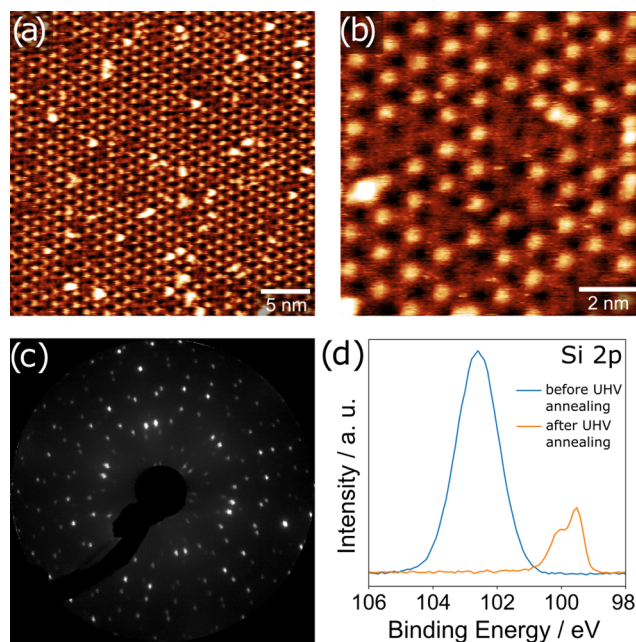 (a)
5 nm
(b)
2 nm
(c)
(d)
Si 2p
before UHV
annealing
after UHV
annealing
Intensity / a. u.
106 104 102 100 98
Binding Energy / eV